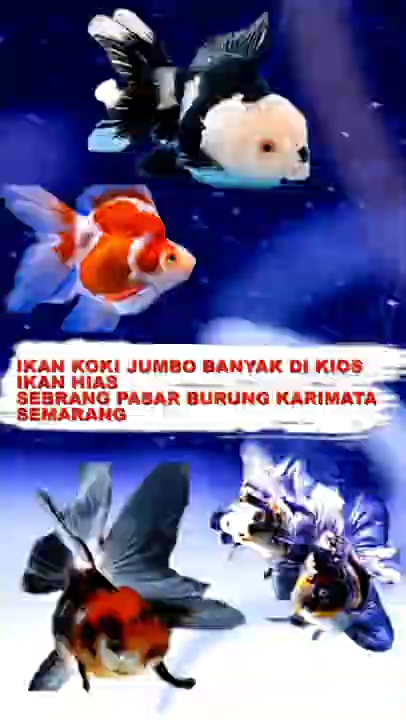 IKAN KOKI JUMBO BANYAK DI KIOS
IKAN HIAS
SEBRANG PASAR BURUNG KARIMATA
SEMARANG